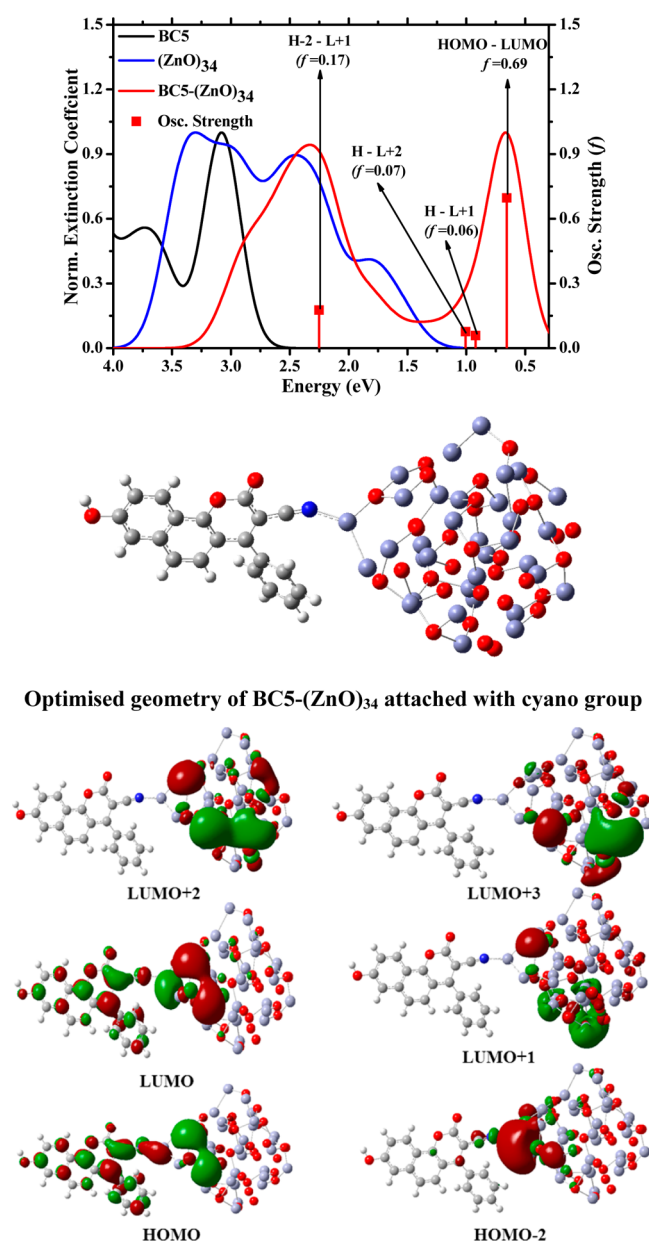 BC5
(ZnO)34
BC5-(ZnO)34
Osc. Strength
H-2 - L+1
(f=0.17)
HOMO - LUMO
f=0.69
H - L+2
(f=0.07)
H - L+1
(f=0.06)
Norm. Extinction Coeffcient
1.5
1.2
0.9
0.6
0.3
0.0
Osc. Strength (f)
1.5
1.2
0.9
0.6
0.3
0.0
4.0 3.5 3.0 2.5 2.0 1.5 1.0 0.5
Energy (eV)
Optimised geometry of BC5-(ZnO)34 attached with cyano group
LUMO+2
LUMO+3
LUMO
LUMO+1
HOMO
HOMO-2